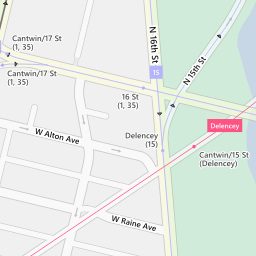 Cantwin/17 St
(1, 35)
N 16th St
15
N 15th St
Cantwin/17 St
(1, 35)
16 St
(1, 35)
Delencey
W Alton Ave
Delencey
(15)
Cantwin/15 St
(Delencey)
W Raine Ave